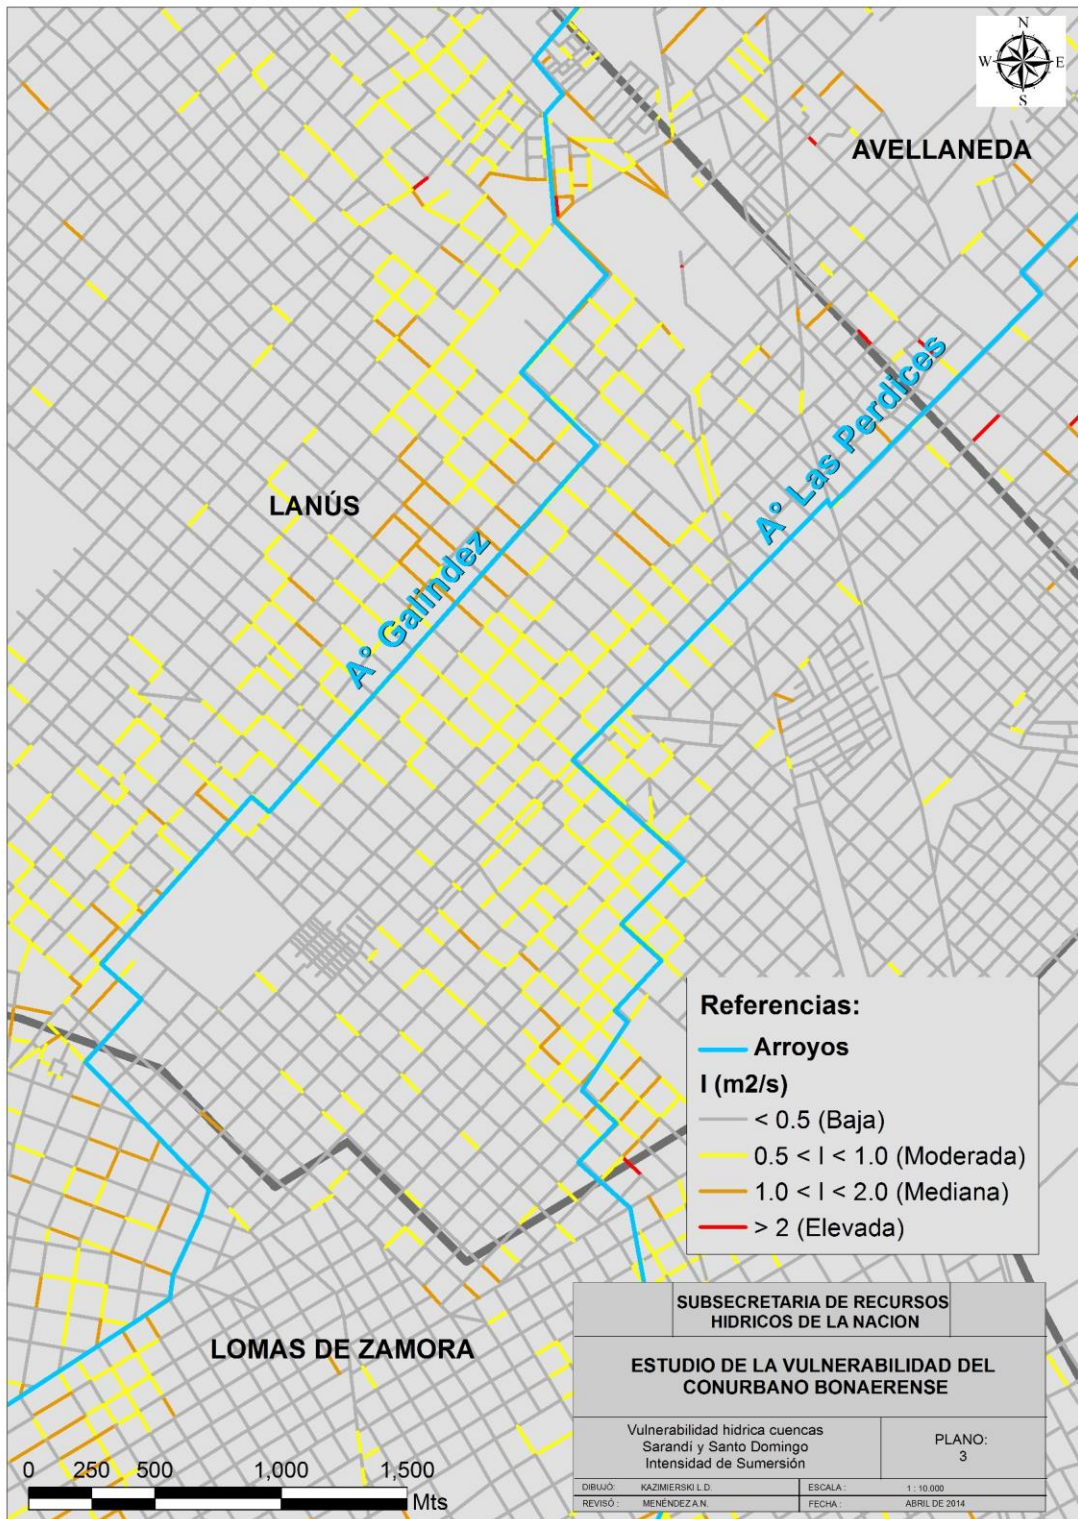 N
W E
S
AVELLANEDA
A° Las Perdices
LANÚS
A° Galindez
Referencias:
Arroyos
I (m2/s)
< 0.5 (Baja)
0.5 < I < 1.0 (Moderada)
1.0 < I < 2.0 (Mediana)
> 2 (Elevada)
LOMAS DE ZAMORA
SUBSECRETARIA DE RECURSOS
HIDRICOS DE LA NACION
ESTUDIO DE LA VULNERABILIDAD DEL
CONURBANO BONAERENSE
Vulnerabilidad hidrica cuencas
Sarandí y Santo Domingo
Intensidad de Sumersión
PLANO:
3
DIBUJO: KAZIMIERSKI L.D. ESCALA : 1 : 10.000
REVISÓ : MENÉNDEZ A.N. FECHA : ABRIL DE 2014
0 250 500 1,000 1,500
Mts